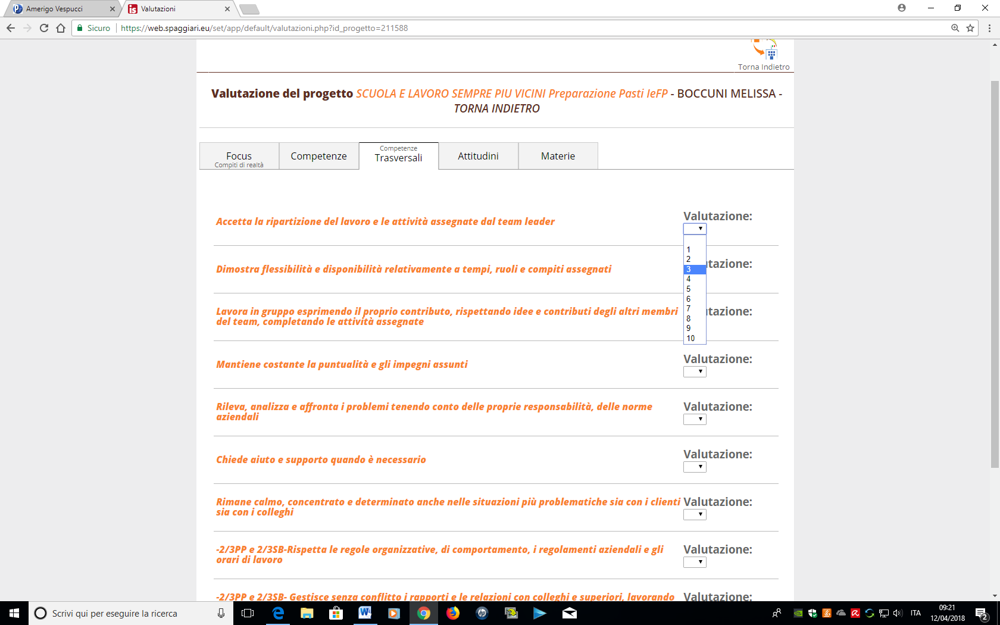 Amerigo Vespucci
Valutazioni
Sicuro
https://web.spaggiari.eu/set/app/default/valutazioni.php?id_progetto=211588
Torna Indietro
Valutazione del progetto SCUOLA E LAVORO SEMPRE PIU VICINI Preparazione Pasti IeFP - BOCCUNI MELISSA -
TORNA INDIETRO
Focus
Compiti di realtà
Competenze
Competenze
Trasversali
Attitudini
Materie
Accetta la ripartizione del lavoro e le attività assegnate dal team leader
Valutazione:
1
2
3
4
5
6
7
8
9
10
Dimostra flessibilità e disponibilità relativamente a tempi, ruoli e compiti assegnati
utazione:
Lavora in gruppo esprimendo il proprio contributo, rispettando idee e contributi degli altri membri
del team, completando le attività assegnate
utazione:
Mantiene costante la puntualità e gli impegni assunti
Valutazione:
Rileva, analizza e affronta i problemi tenendo conto delle proprie responsabilità, delle norme
aziendali
Valutazione:
Chiede aiuto e supporto quando è necessario
Valutazione:
Rimane calmo, concentrato e determinato anche nelle situazioni più problematiche sia con i clienti
sia con i colleghi
Valutazione:
-2/3PP e 2/3SB-Rispetta le regole organizzative, di comportamento, i regolamenti aziendali e gli
orari di lavoro
Valutazione:
-2/3PP e 2/3SB- Gestisce senza conflitto i rapporti e le relazioni con colleghi e superiori, lavorando
Valutazione:
Scrivi qui per eseguire la ricerca
ITA
09:21
12/04/2018
2